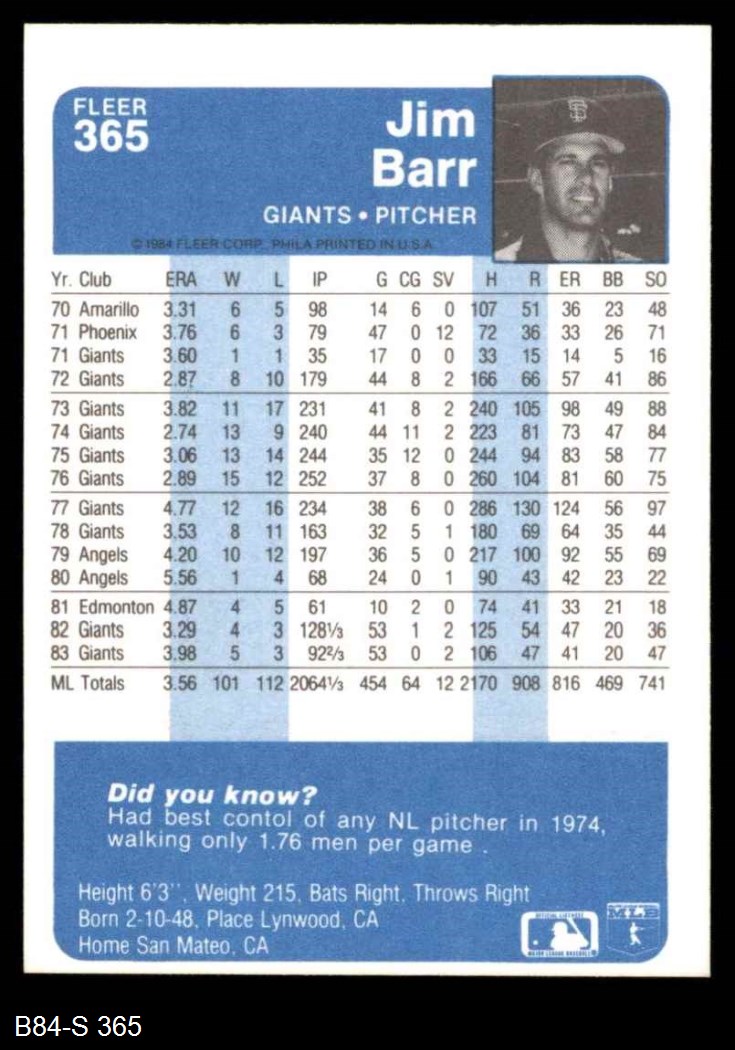 FLEER
365
Jim
Barr
GIANTS • PITCHER
© 1984 FLEER CORP., PHILA PRINTED IN U.S.A.
Yr. Club ERA W L IP G CG SV H R ER BB SO
70 Amarillo 3.31 6 5 98 14 6 0 107 51 36 23 48
71 Phoenix 3.76 6 3 79 47 0 12 72 36 33 26 71
71 Giants 3.60 1 1 35 17 0 0 33 15 14 5 16
72 Giants 2.87 8 10 179 44 8 2 166 66 57 41 86
73 Giants 3.82 11 17 231 41 8 2 240 105 98 49 88
74 Giants 2.74 13 9 240 44 11 2 223 81 73 47 84
75 Giants 3.06 13 14 244 35 12 0 244 94 83 58 77
76 Giants 2.89 15 12 252 37 8 0 260 104 81 60 75
77 Giants 4.77 12 16 234 38 6 0 286 130 124 56 97
78 Giants 3.53 8 11 163 32 5 1 180 69 64 35 44
79 Angels 4.20 10 12 197 36 5 0 217 100 92 55 69
80 Angels 5.56 1 4 68 24 0 1 90 43 42 23 22
81 Edmonton 4.87 4 5 61 10 2 0 74 41 33 21 18
82 Giants 3.29 4 3 128⅓ 53 1 2 125 54 47 20 36
83 Giants 3.98 5 3 92⅔ 53 0 2 106 47 41 20 47
ML Totals 3.56 101 112 2064⅓ 454 64 12 2170 908 816 469 741
Did you know?
Had best contol of any NL pitcher in 1974,
walking only 1.76 men per game .
Height 6'3'', Weight 215, Bats Right, Throws Right
Born 2-10-48, Place Lynwood, CA
Home San Mateo, CA
MLB
MAJOR LEAGUE BASEBALL
B84-S 365